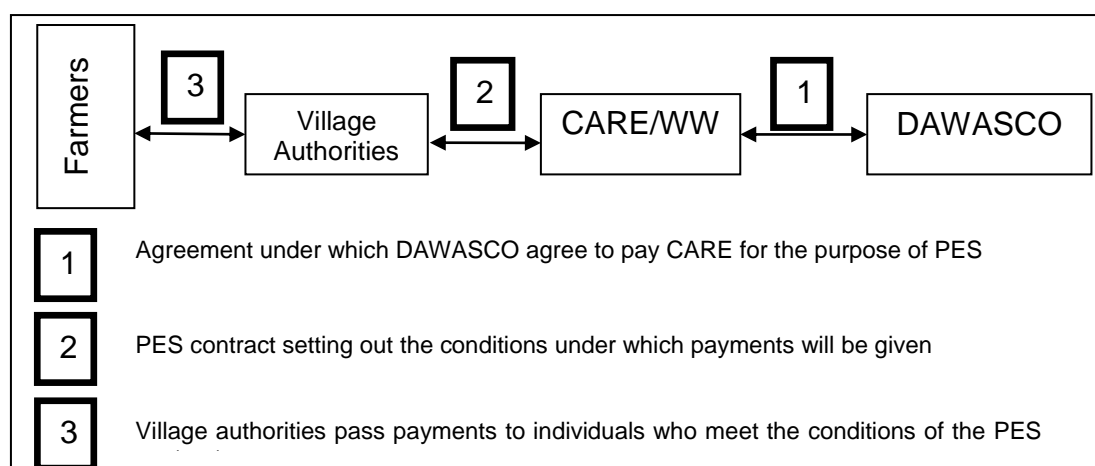 Farmers
3
Village
Authorities
2
CARE/WW
1
DAWASCO
1
Agreement under which DAWASCO agree to pay CARE for the purpose of PES
2
PES contract setting out the conditions under which payments will be given
3
Village authorities pass payments to individuals who meet the conditions of the PES